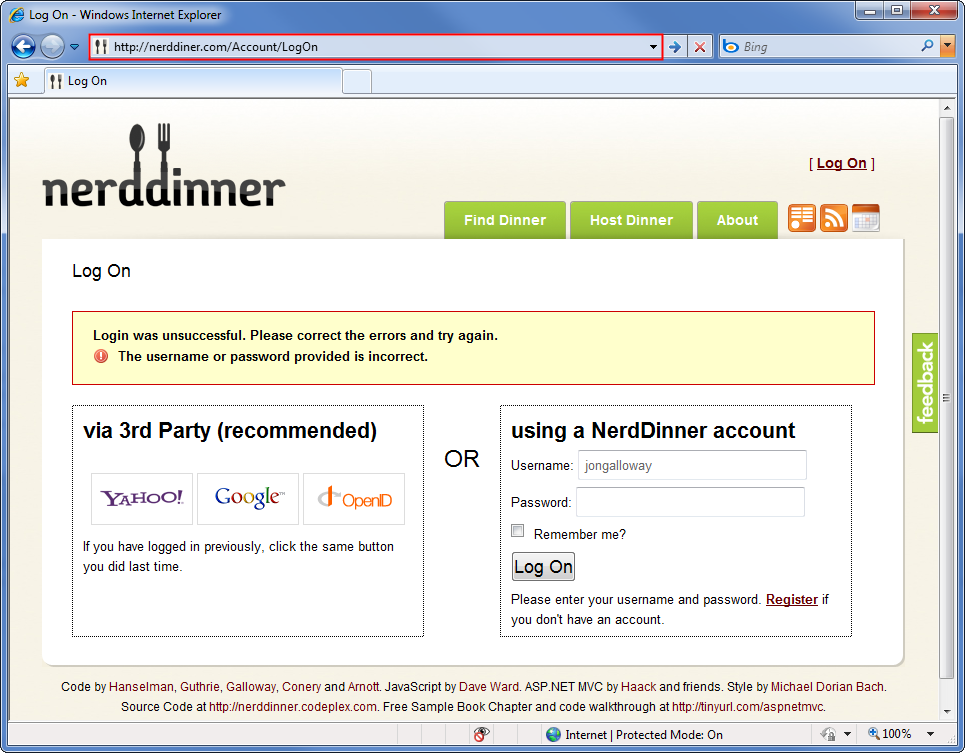 Log On - Windows Internet Explorer
http://nerddiner.com/Account/LogOn
Bing
Log On
nerddinner
[ Log On ]
Find Dinner
Host Dinner
About
Log On
Login was unsuccessful. Please correct the errors and try again.
The username or password provided is incorrect.
feedback
via 3rd Party (recommended)
YAHOO!
Google™
OpenID
If you have logged in previously, click the same button
you did last time.
OR
using a NerdDinner account
Username: jongalloway
Password:
Remember me?
Log On
Please enter your username and password. Register if
you don't have an account.
Code by Hanselman, Guthrie, Galloway, Conery and Arnott. JavaScript by Dave Ward. ASP.NET MVC by Haack and friends. Style by Michael Dorian Bach.
Source Code at http://nerddinner.codeplex.com. Free Sample Book Chapter and code walkthrough at http://tinyurl.com/aspnetmvc.
Internet | Protected Mode: On
100%